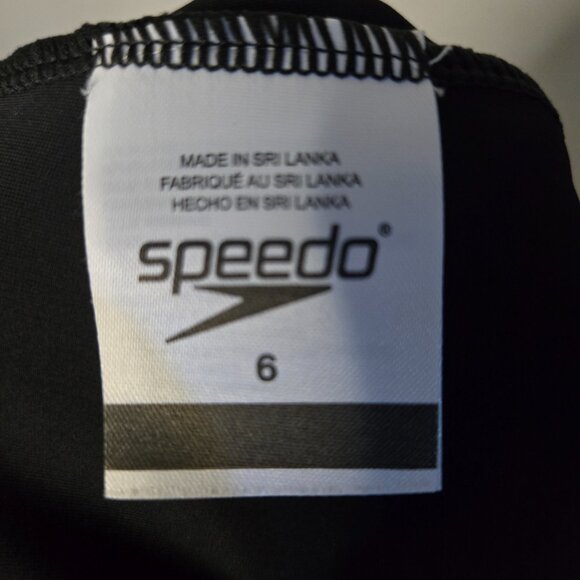 MADE IN SRI LANKA
FABRIQUÉ AU SRI LANKA
HECHO EN SRI LANKA
speedo®
6